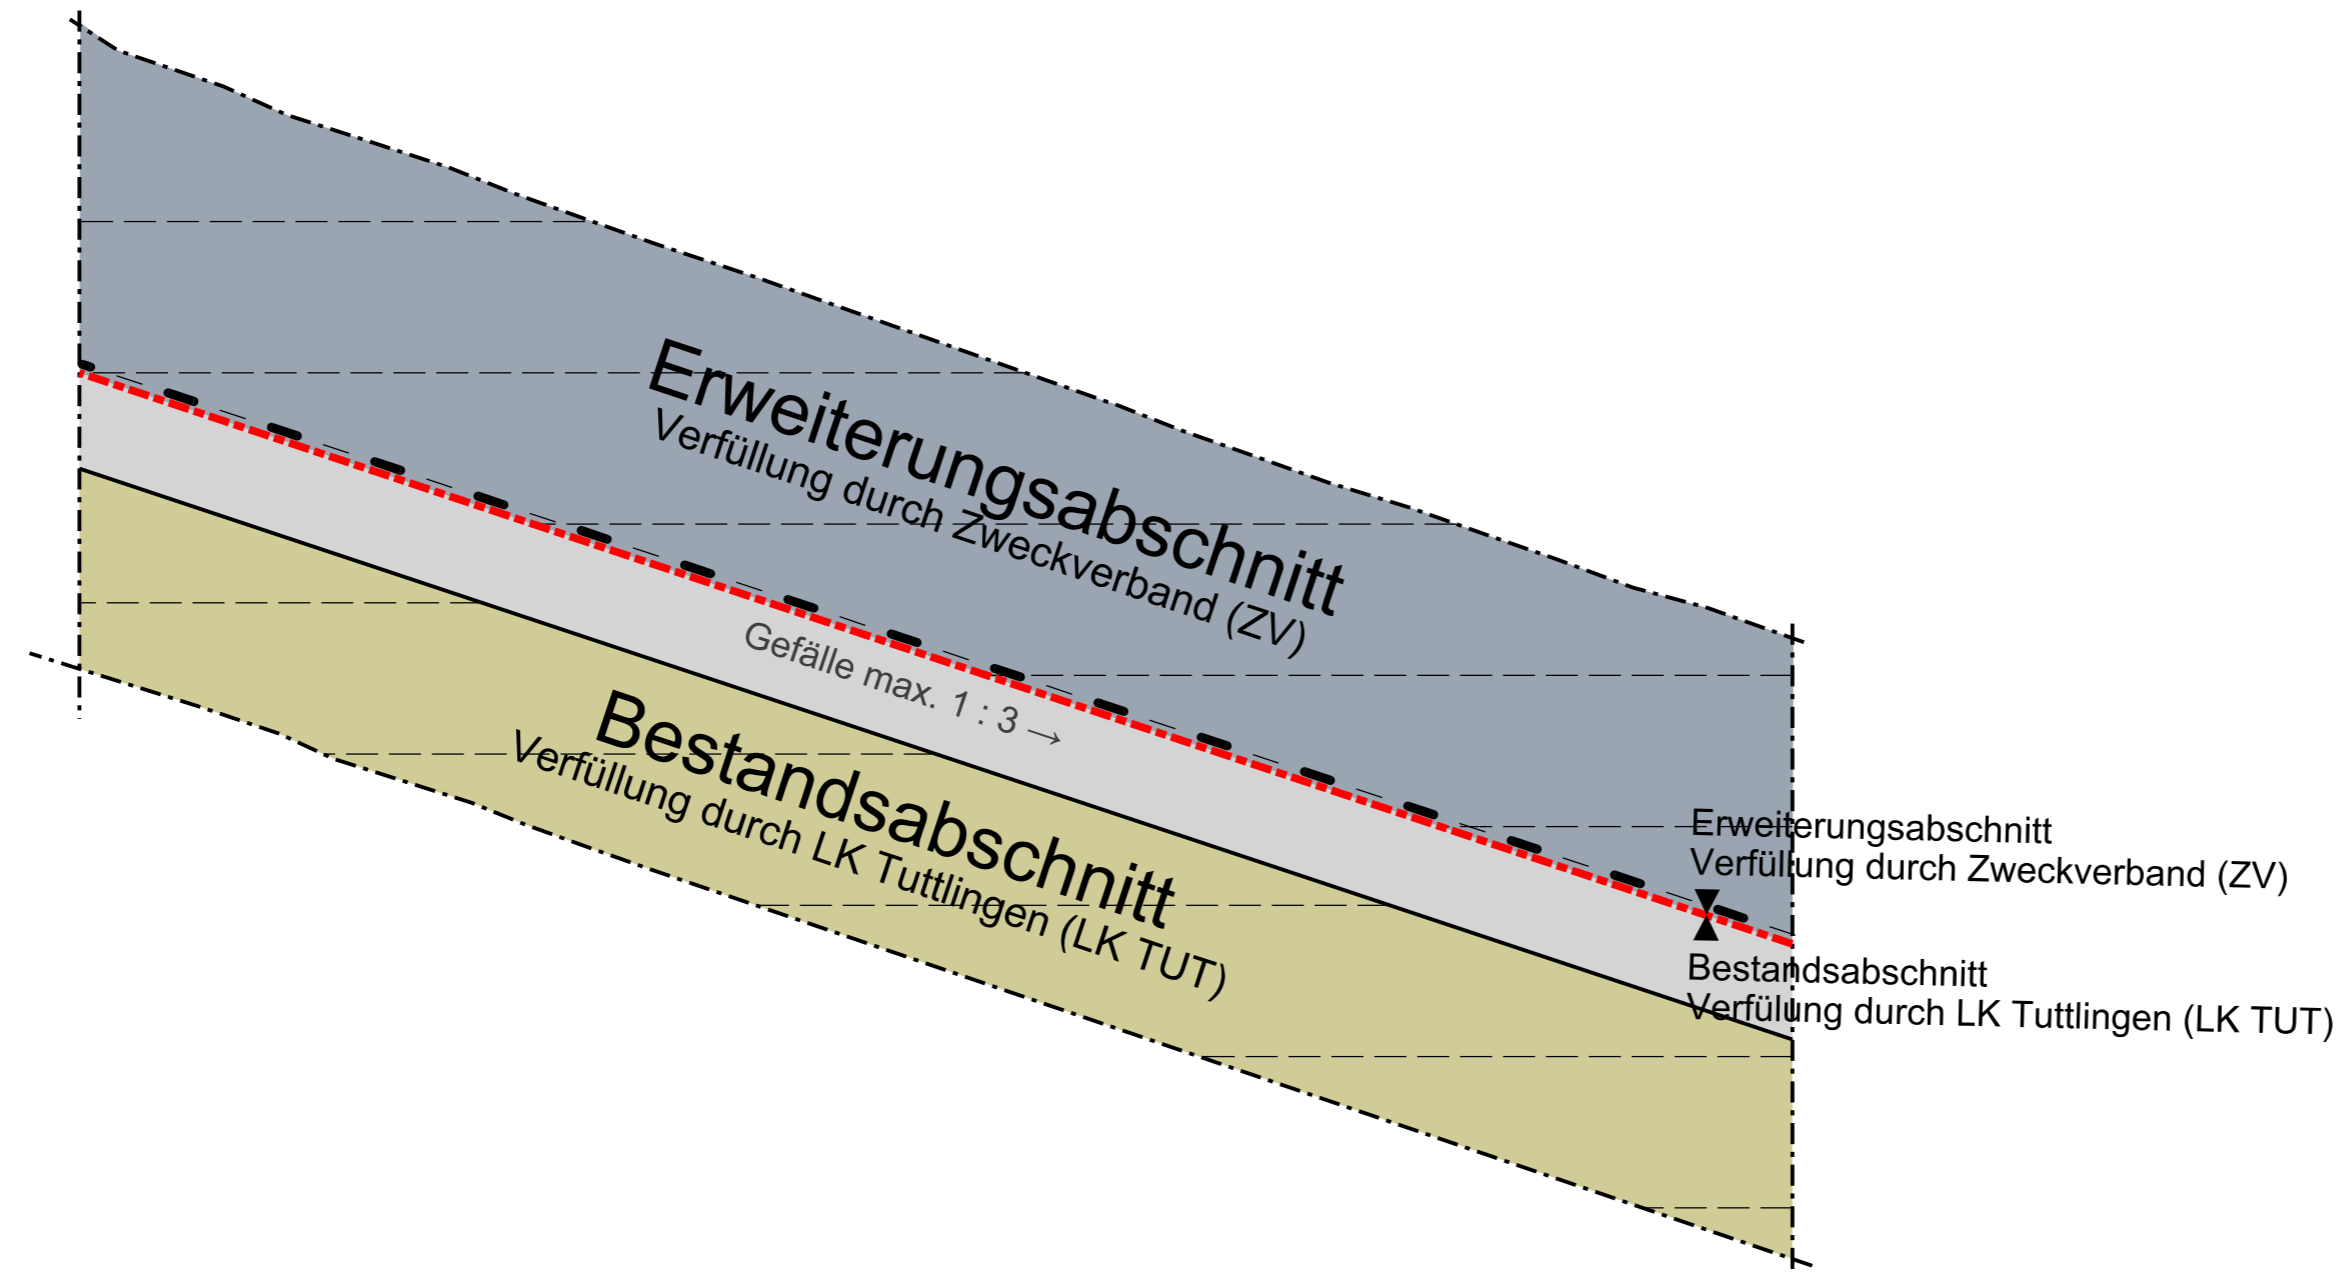 Erweiterungsabschnitt
Verfüllung durch Zweckverband (ZV)
Gefälle max. 1 : 3 →
Bestandsabschnitt
Verfüllung durch LK Tuttlingen (LK TUT)
Erweiterungsabschnitt
Verfüllung durch Zweckverband (ZV)
Bestandsabschnitt
Verfülung durch LK Tuttlingen (LK TUT)